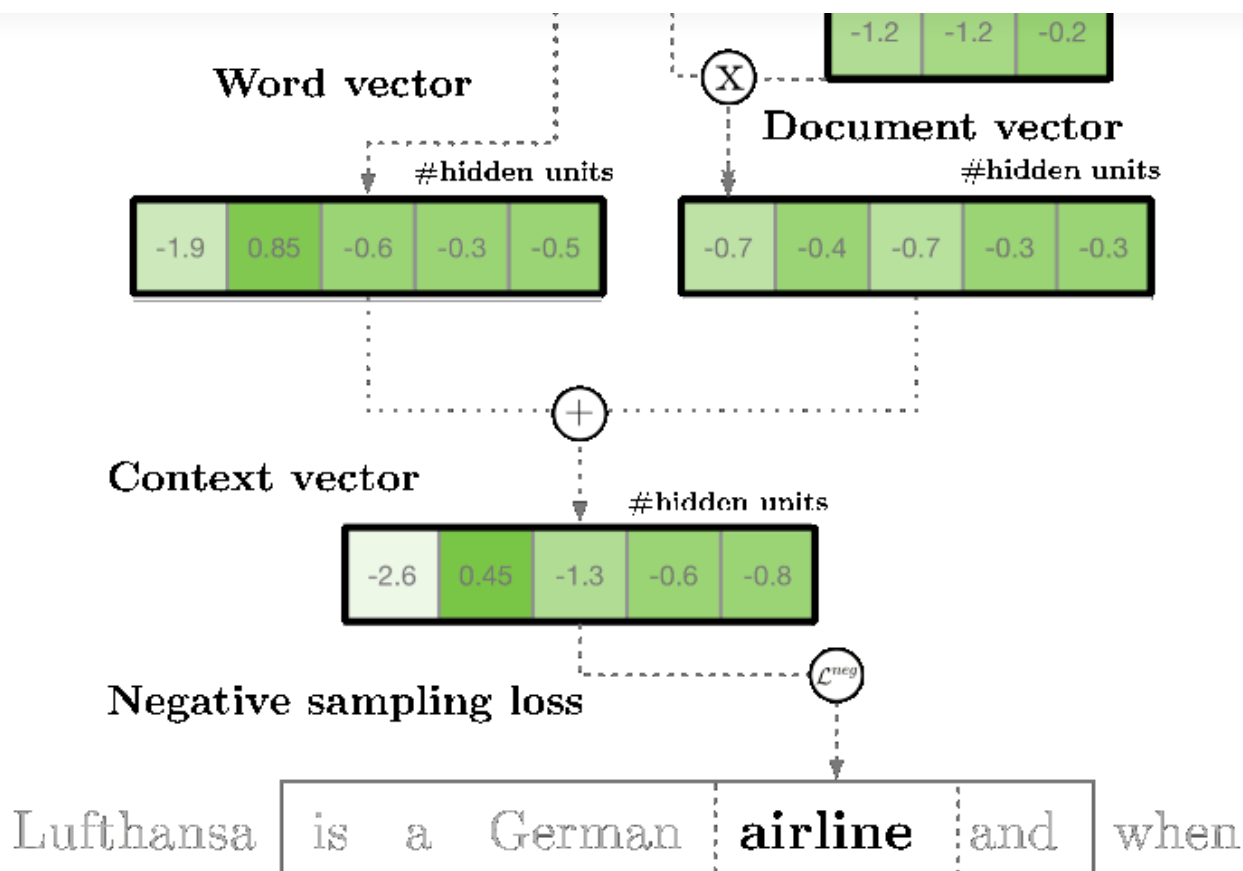 -1.2 -1.2 -0.2
Word vector
X
Document vector
#hidden units
#hidden units
-1.9 0.85 -0.6 -0.3 -0.5
-0.7 -0.4 -0.7 -0.3 -0.3
+
Context vector
#hidden units
-2.6 0.45 -1.3 -0.6 -0.8
ℒⁿᵉᵍ
Negative sampling loss
Lufthansa is a German airline and when